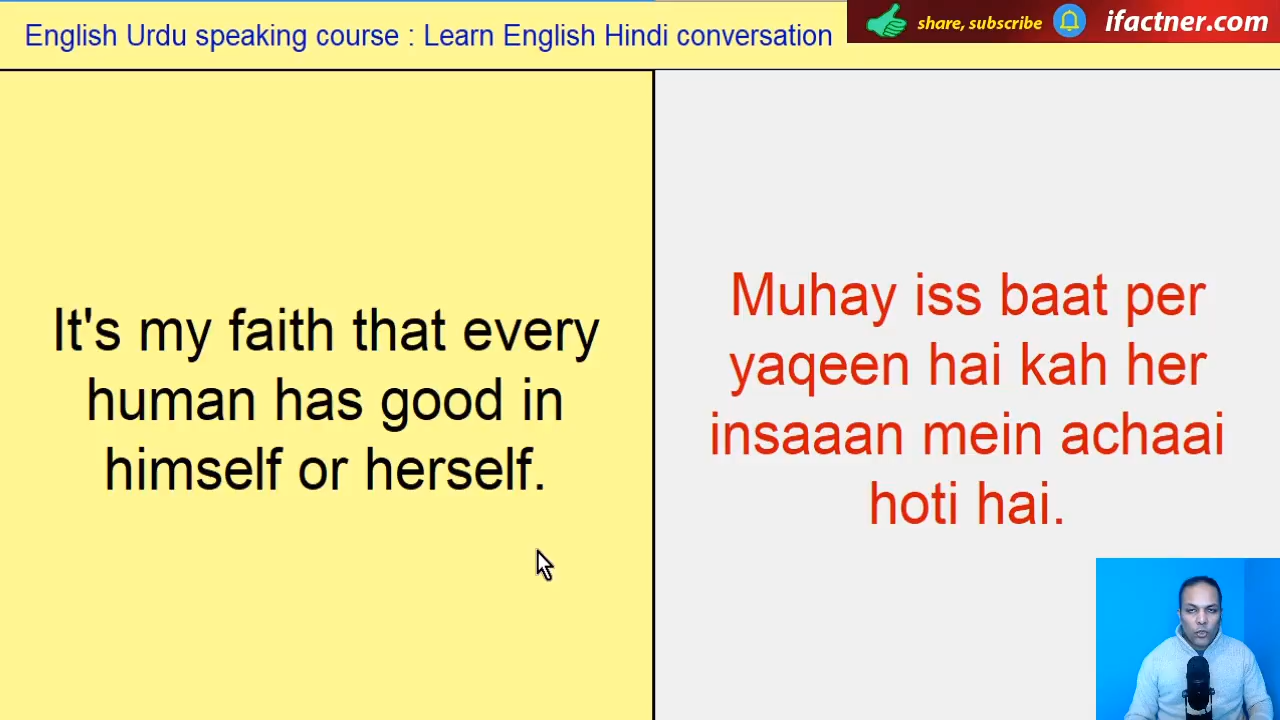 English Urdu speaking course : Learn English Hindi conversation
share, subscribe
ifactner.com
It's my faith that every
human has good in
himself or herself.
Muhay iss baat per
yaqeen hai kah her
insaaan mein achaai
hoti hai.